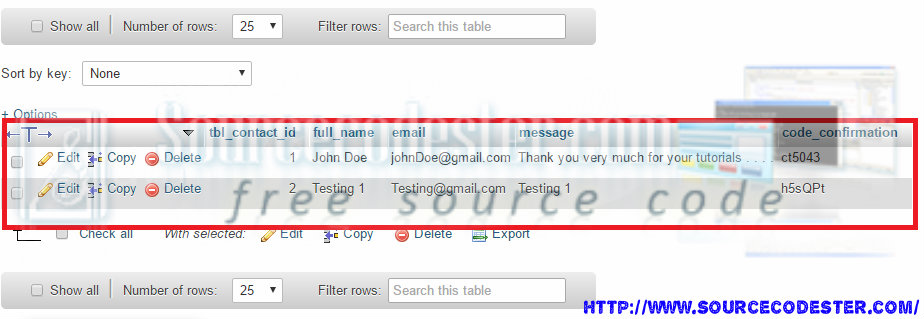 Show all Number of rows: 25 Filter rows: Search this table
Sort by key: None
+ Options
Sourcecodester.com
tbl_contact_id full_name email message code_confirmation
Edit Copy Delete 1 John Doe johnDoe@gmail.com Thank you very much for your tutorials . . . . ct5043
Edit Copy Delete 2 Testing 1 Testing@gmail.com Testing 1 h5sQPt
free source code
Check all With selected: Edit Copy Delete Export
Show all Number of rows: 25 Filter rows: Search this table
HTTP://WWW.SOURCECODESTER.COM/